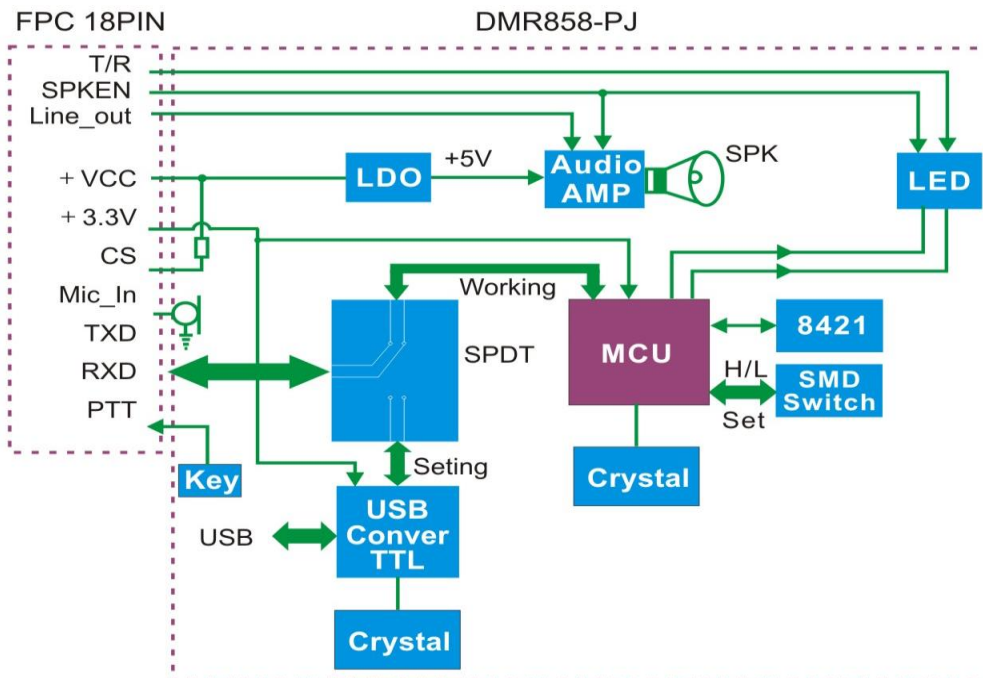 FPC 18PIN
DMR858-PJ
T/R
SPKEN
Line_out
+ VCC
+ 3.3V
CS
Mic_In
TXD
RXD
PTT
LDO
+5V
Audio
AMP
SPK
LED
Working
SPDT
MCU
8421
H/L
Set
SMD
Switch
Crystal
Key
Seting
USB
USB
Conver
TTL
Crystal